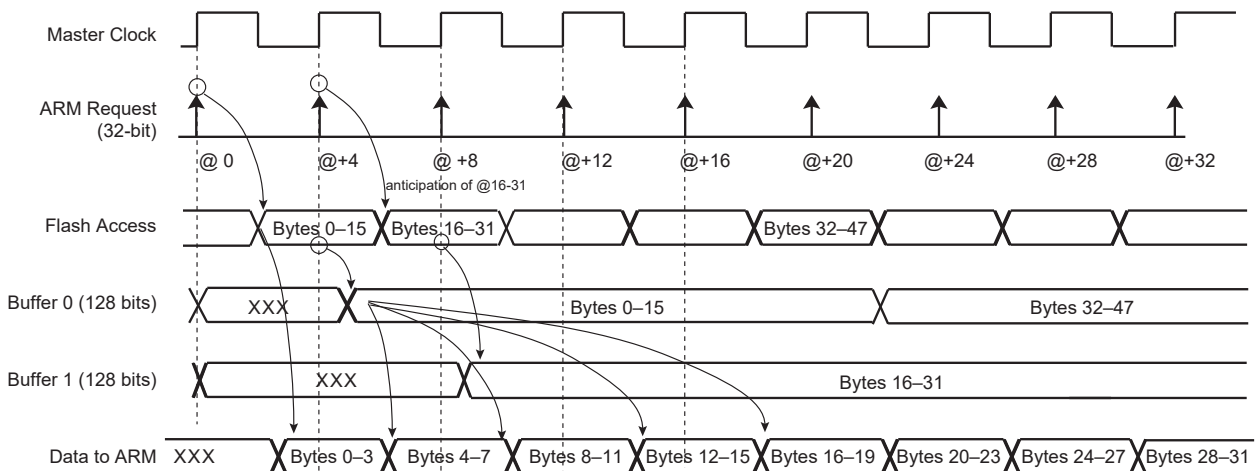 Master Clock
ARM Request
(32-bit)
@ 0 @+4 @ +8 @+12 @+16 @+20 @+24 @+28 @+32
anticipation of @16-31
Flash Access Bytes 0–15 Bytes 16–31 Bytes 32–47
Buffer 0 (128 bits) XXX Bytes 0–15 Bytes 32–47
Buffer 1 (128 bits) XXX Bytes 16–31
Data to ARM XXX Bytes 0–3 Bytes 4–7 Bytes 8–11 Bytes 12–15 Bytes 16–19 Bytes 20–23 Bytes 24–27 Bytes 28–31